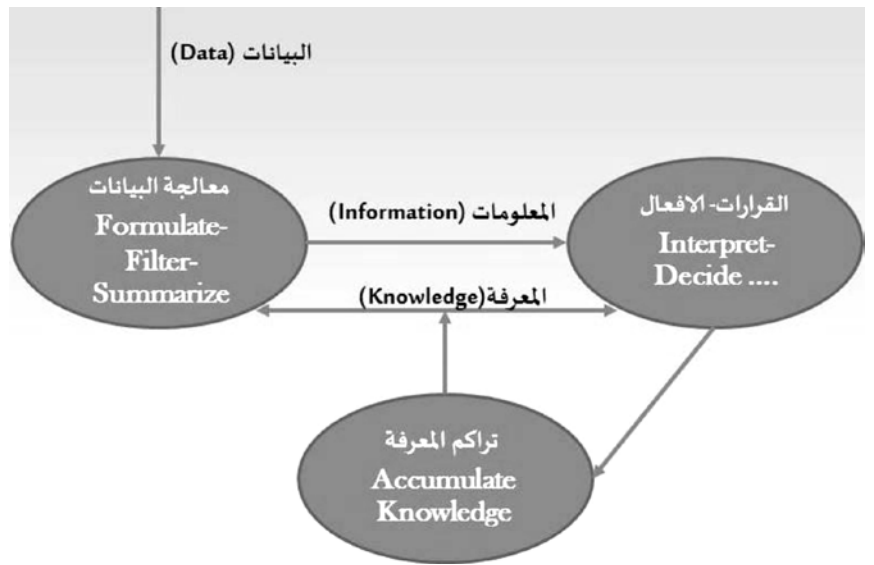 البيانات (Data)
معالجة البيانات
Formulate-
Filter-
Summarize
المعلومات (Information)
القرارات- الافعال
Interpret-
Decide ....
المعرفة(Knowledge)
تراكم المعرفة
Accumulate
Knowledge